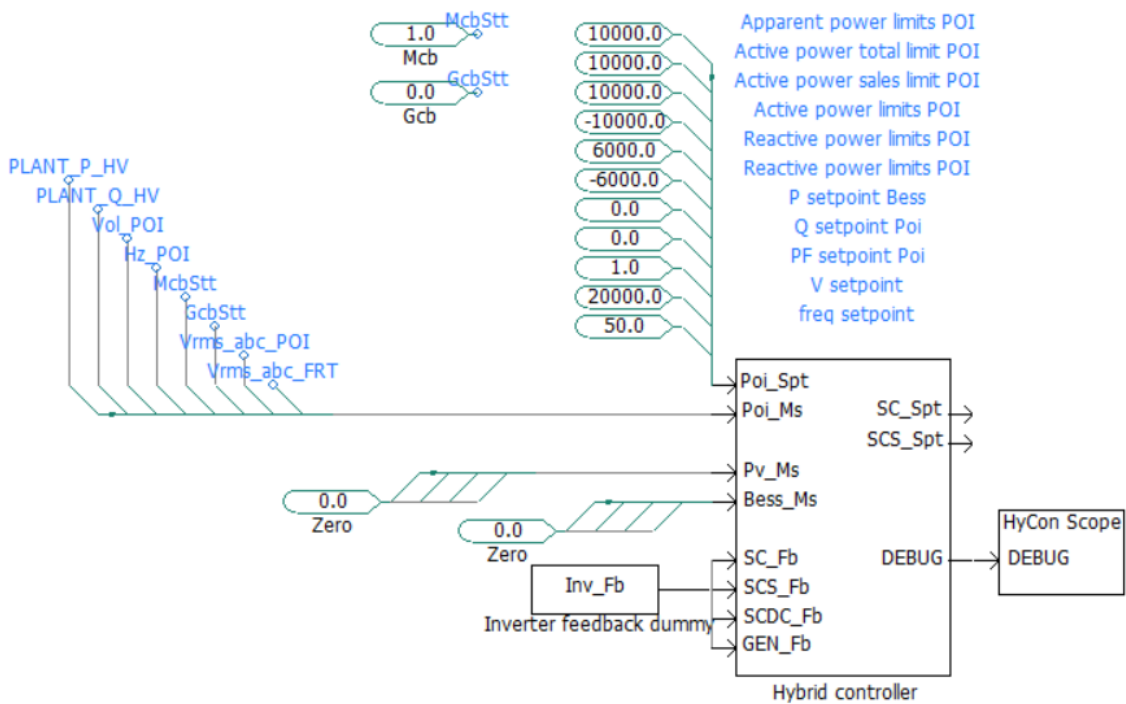 McbStt
1.0
Mcb
GcbStt
0.0
Gcb
10000.0
10000.0
10000.0
-10000.0
6000.0
-6000.0
0.0
0.0
1.0
20000.0
50.0
Apparent power limits POI
Active power total limit POI
Active power sales limit POI
Active power limits POI
Reactive power limits POI
Reactive power limits POI
P setpoint Bess
Q setpoint Poi
PF setpoint Poi
V setpoint
freq setpoint
PLANT_P_HV
PLANT_Q_HV
Vol_POI
Hz_POI
McbStt
GcbStt
Vrms_abc_POI
Vrms_abc_FRT
0.0
Zero
0.0
Zero
Inv_Fb
Inverter feedback dummy
Poi_Spt
Poi_Ms
Pv_Ms
Bess_Ms
SC_Fb
SCS_Fb
SCDC_Fb
GEN_Fb
SC_Spt
SCS_Spt
DEBUG
Hybrid controller
HyCon Scope
DEBUG